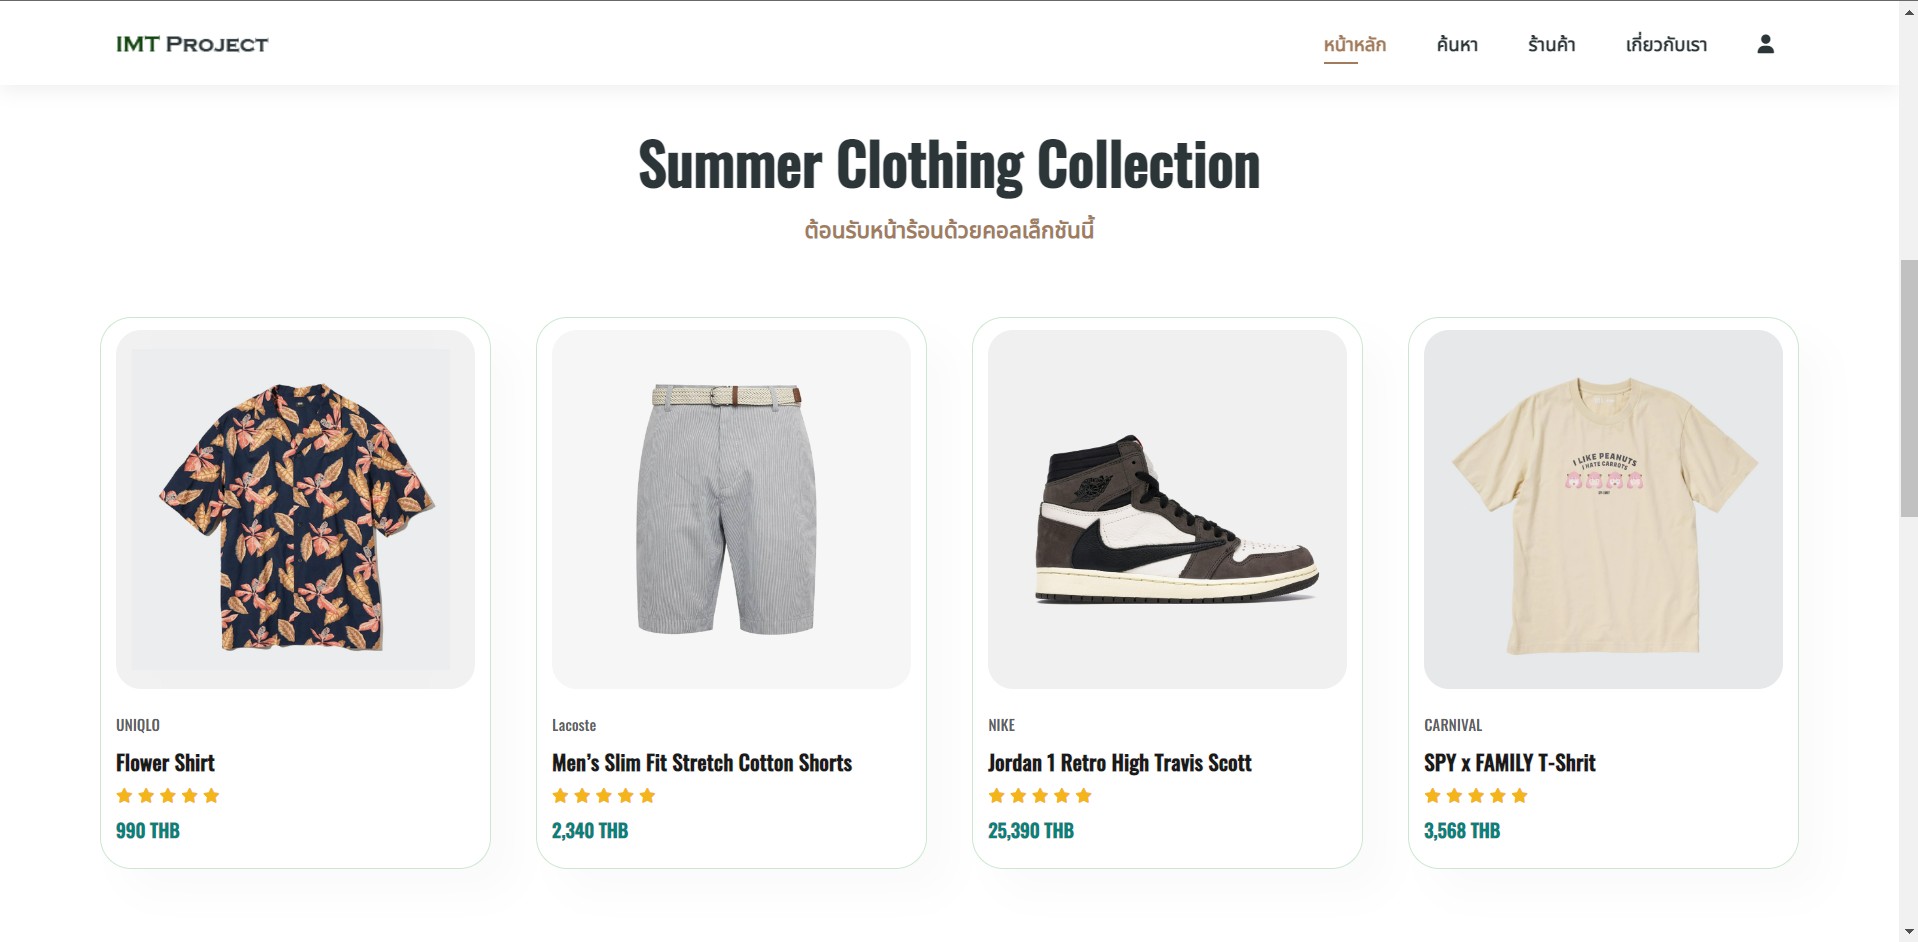 IMT PROJECT
หน้าหลัก ค้นหา ร้านค้า เกี่ยวกับเรา
Summer Clothing Collection
ต้อนรับหน้าร้อนด้วยคอลเล็กชันนี้
I LIKE PEANUTS
I HATE CARROTS
UNIQLO
Flower Shirt
990 THB
Lacoste
Men’s Slim Fit Stretch Cotton Shorts
2,340 THB
NIKE
Jordan 1 Retro High Travis Scott
25,390 THB
CARNIVAL
SPY x FAMILY T-Shrit
3,568 THB